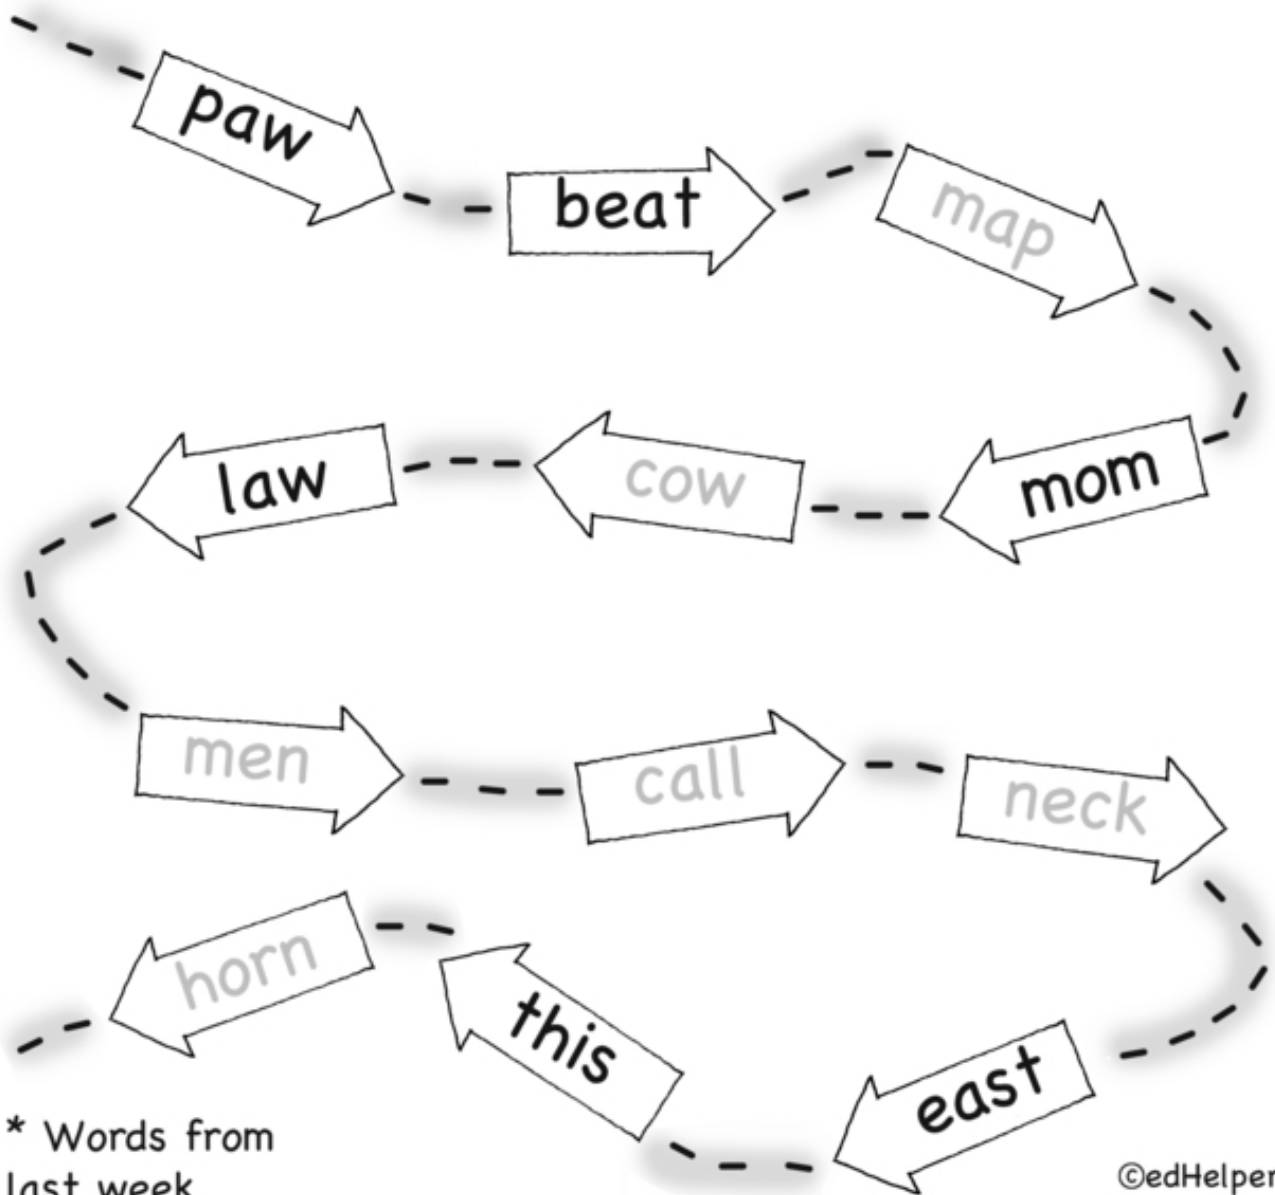 paw
beat
map
mom
cow
law
men
call
neck
east
this
horn
* Words from
last week
©edHelper